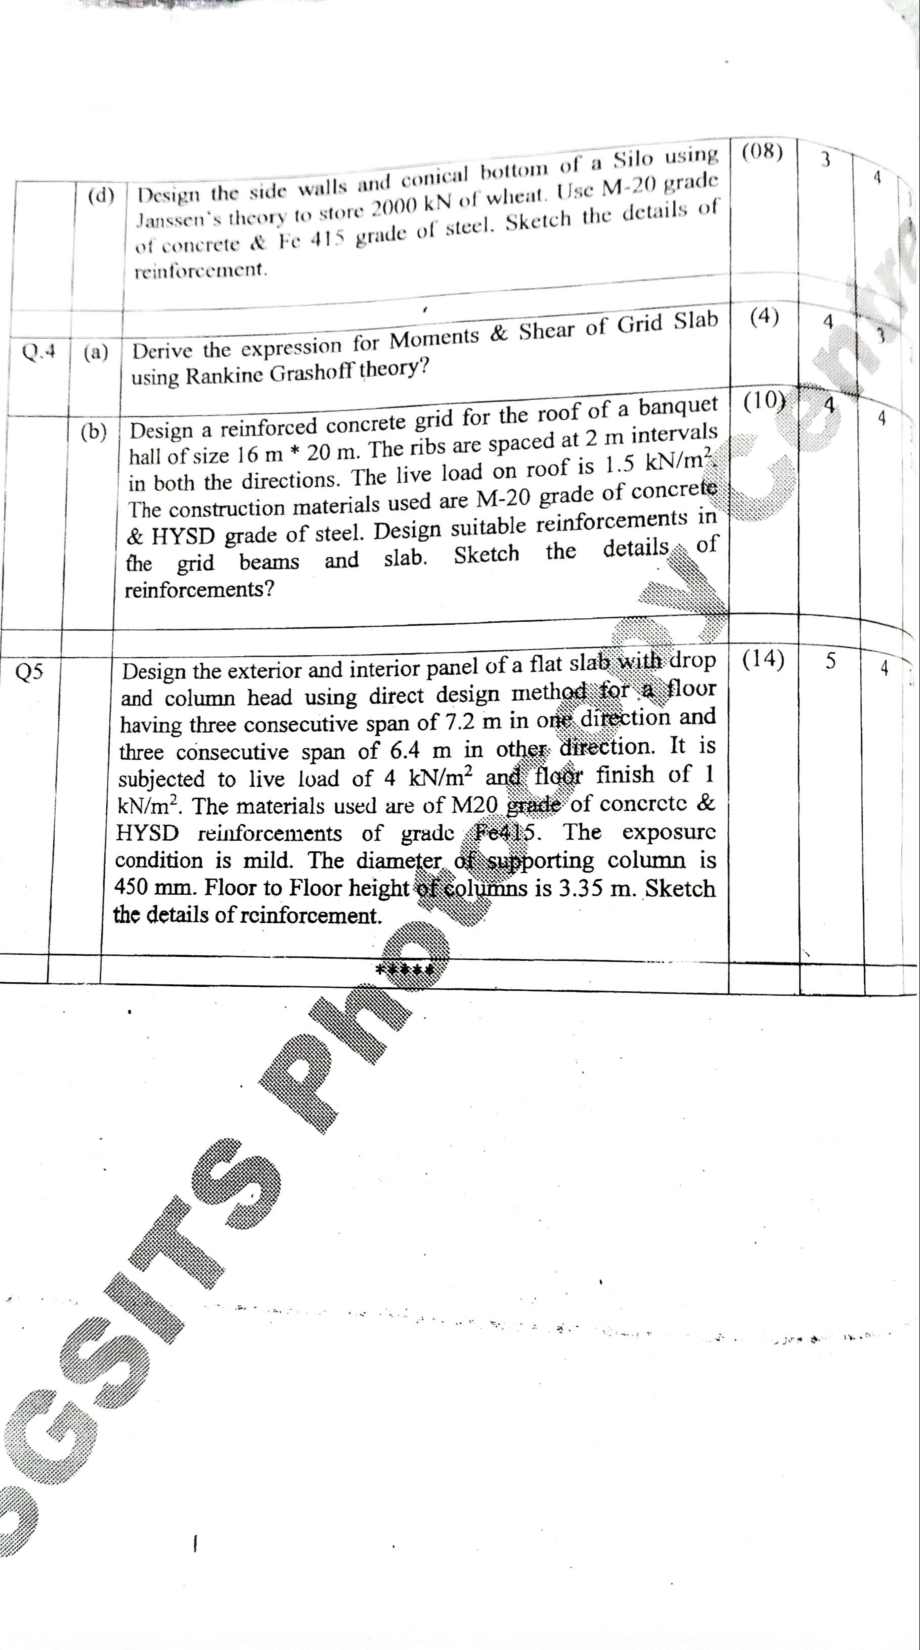 (d) Design the side walls and conical bottom of a Silo using (08) 3 4
Janssen's theory to store 2000 kN of wheat. Use M-20 grade
of concrete & Fe 415 grade of steel. Sketch the details of
reinforcement.
Q.4 (a) Derive the expression for Moments & Shear of Grid Slab (4) 4 3
using Rankine Grashoff theory?
(b) Design a reinforced concrete grid for the roof of a banquet (10) 4 4
hall of size 16 m * 20 m. The ribs are spaced at 2 m intervals
in both the directions. The live load on roof is 1.5 kN/m².
The construction materials used are M-20 grade of concrete
& HYSD grade of steel. Design suitable reinforcements in
the grid beams and slab. Sketch the details of
reinforcements?
Q5 Design the exterior and interior panel of a flat slab with drop (14) 5 4
and column head using direct design method for a floor
having three consecutive span of 7.2 m in one direction and
three consecutive span of 6.4 m in other direction. It is
subjected to live load of 4 kN/m² and floor finish of 1
kN/m². The materials used are of M20 grade of concrete &
HYSD reinforcements of grade Fe415. The exposure
condition is mild. The diameter of supporting column is
450 mm. Floor to Floor height of columns is 3.35 m. Sketch
the details of reinforcement.
*****
SGSITS Photocopy Centre